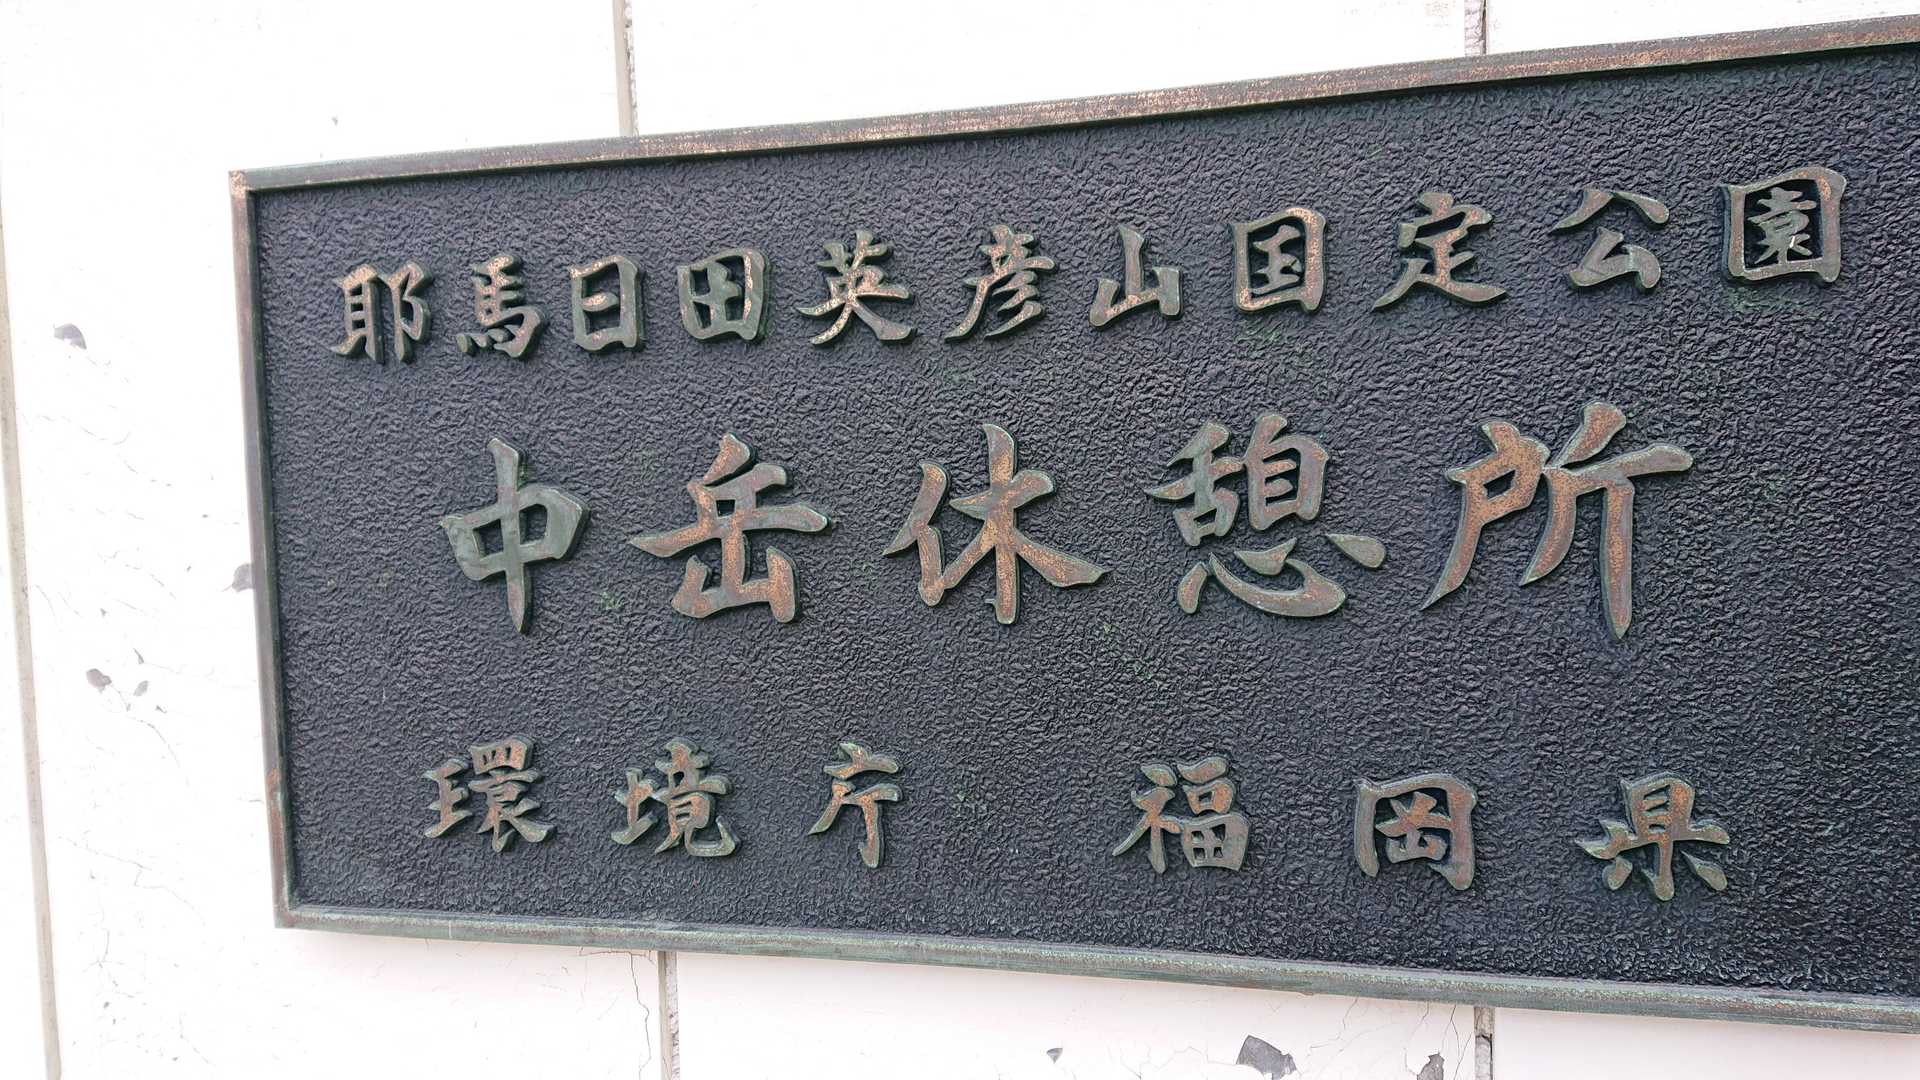 耶馬日田英彦山国定公園
中岳休憩所
環境庁 福岡県